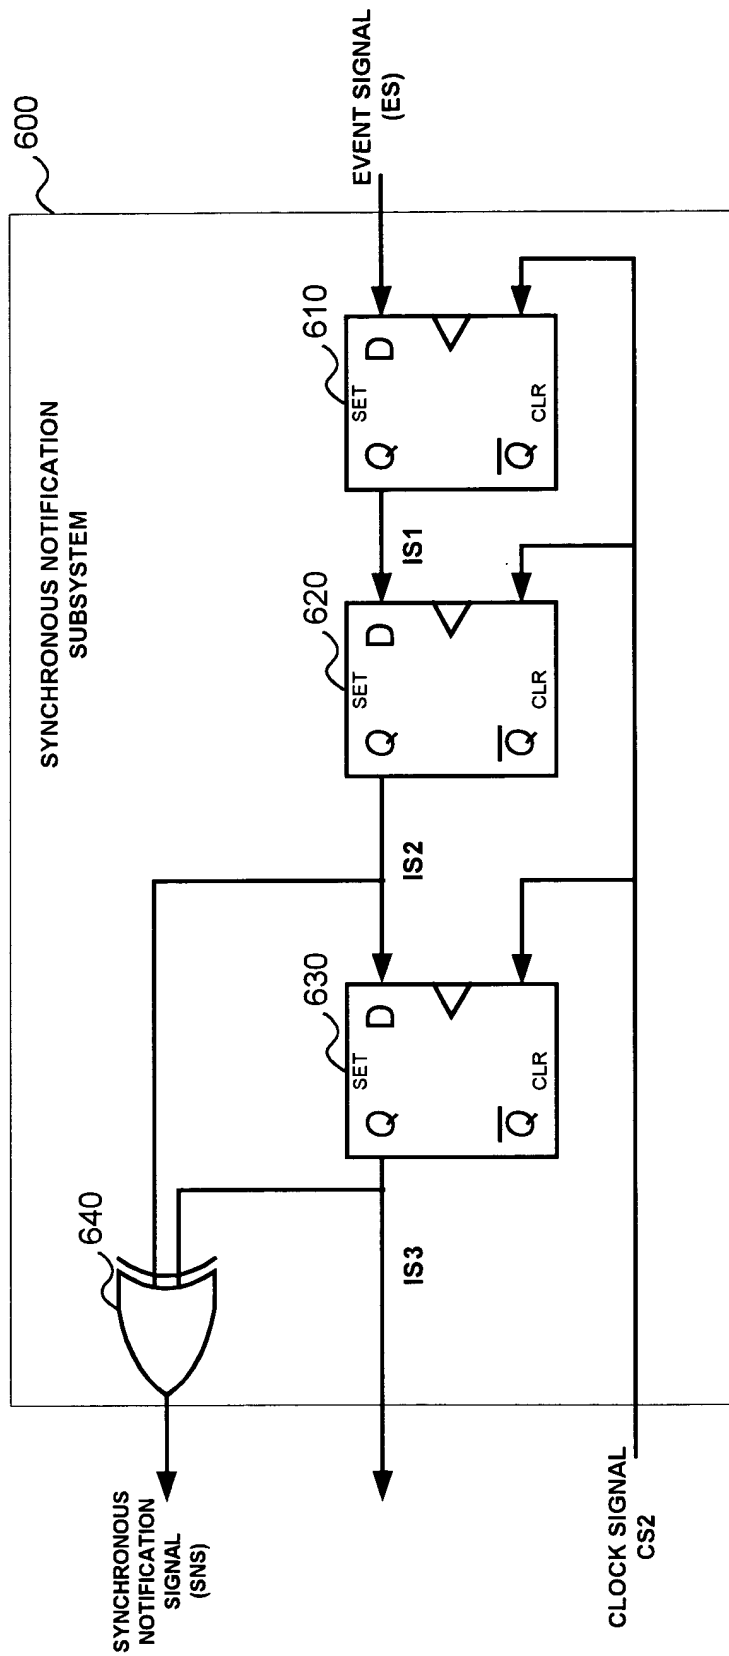 600
SYNCHRONOUS NOTIFICATION
SUBSYSTEM
640
SYNCHRONOUS
NOTIFICATION
SIGNAL
(SNS)
630
SET
Q
D
Q
CLR
620
SET
Q
D
Q
CLR
610
SET
Q
D
Q
CLR
EVENT SIGNAL
(ES)
IS3
IS2
IS1
CLOCK SIGNAL
CS2